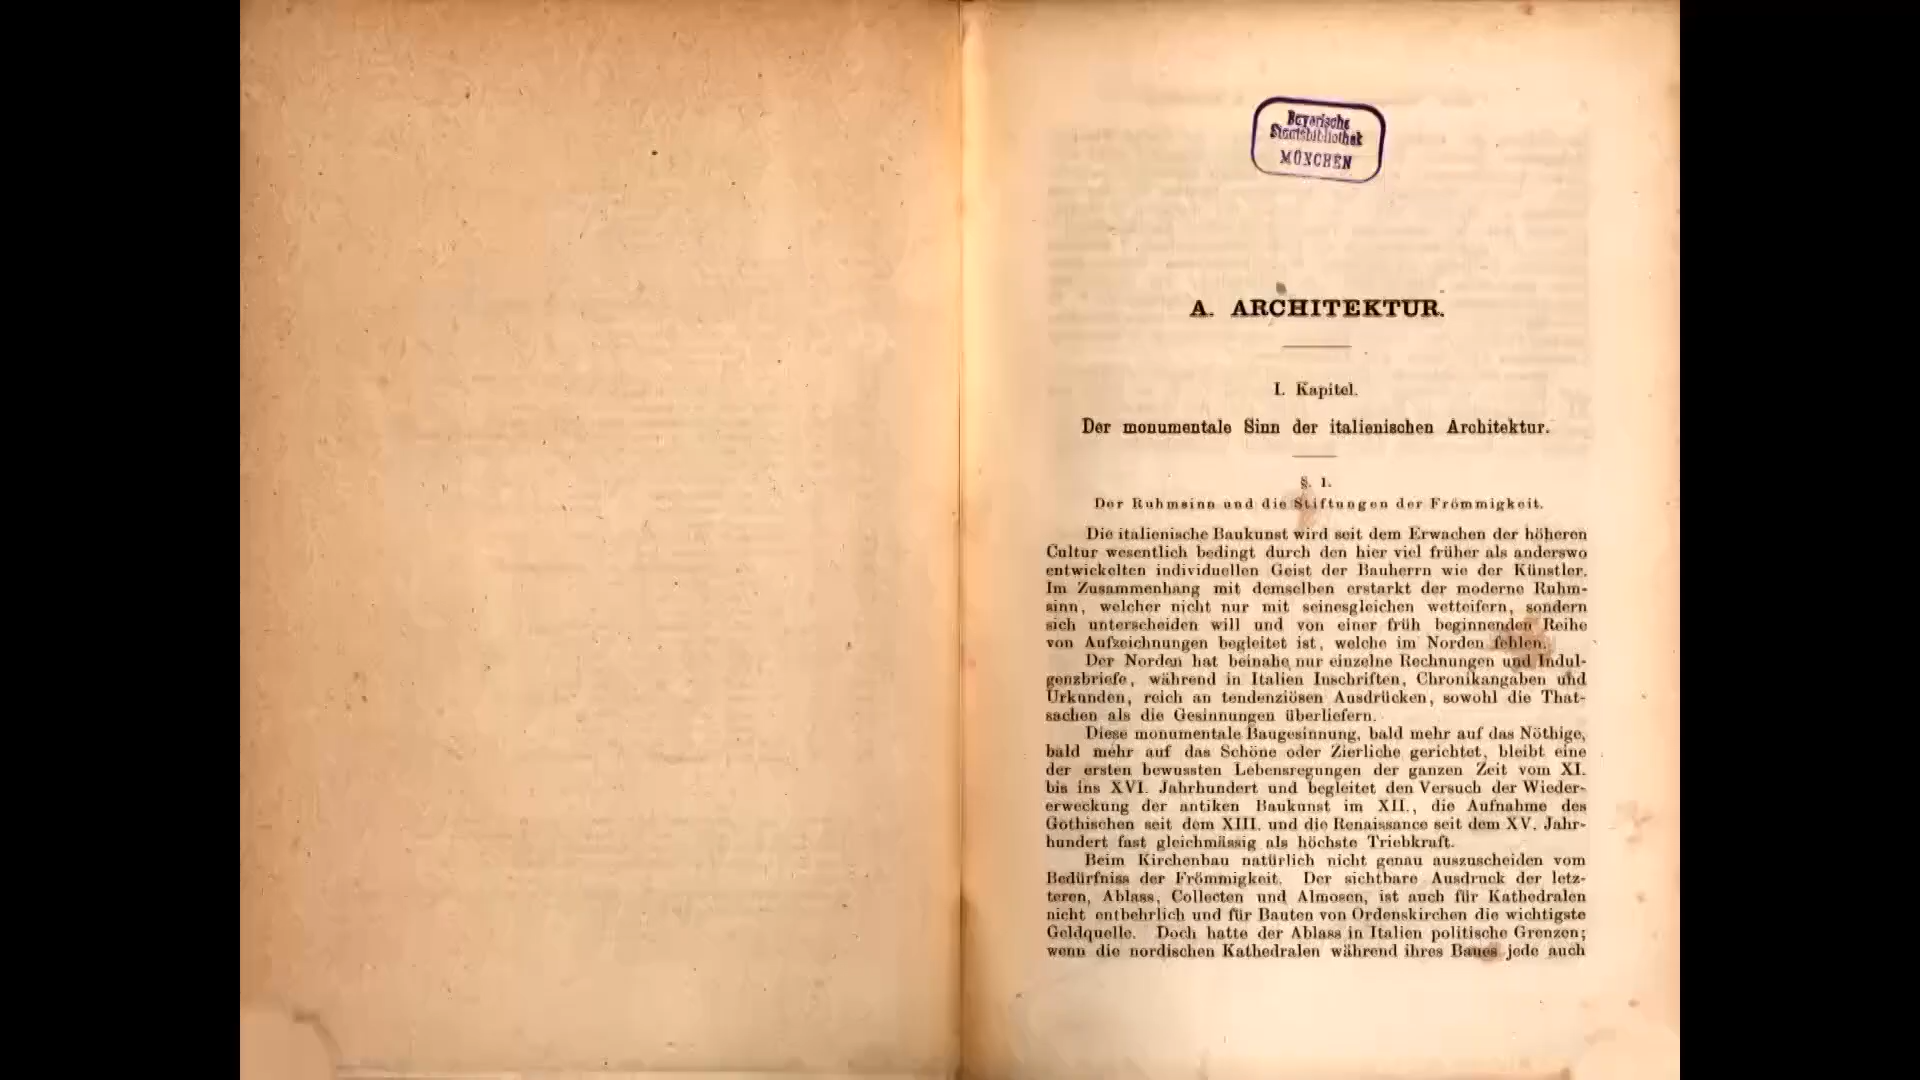 Bayerische
Staatsbibliothek
MÜNCHEN
A. ARCHITEKTUR.
I. Kapitel.
Der monumentale Sinn der italienischen Architektur.
§. 1.
Der Ruhmsinn und die Stiftungen der Frömmigkeit.
Die italienische Baukunst wird seit dem Erwachen der höheren
Cultur wesentlich bedingt durch den hier viel früher als anderswo
entwickelten individuellen Geist der Bauherrn wie der Künstler.
Im Zusammenhang mit demselben erstarkt der moderne Ruhm-
sinn, welcher nicht nur mit seinesgleichen wetteifern, sondern
sich unterscheiden will und von einer früh beginnenden Reihe
von Aufzeichnungen begleitet ist, welche im Norden fehlen.
Der Norden hat beinahe nur einzelne Rechnungen und Indul-
genzbriefe, während in Italien Inschriften, Chronikangaben und
Urkunden, reich an tendenziösen Ausdrücken, sowohl die That-
sachen als die Gesinnungen überliefern.
Diese monumentale Baugesinnung, bald mehr auf das Nöthige,
bald mehr auf das Schöne oder Zierliche gerichtet, bleibt eine
der ersten bewussten Lebensregungen der ganzen Zeit vom XI.
bis ins XVI. Jahrhundert und begleitet den Versuch der Wieder-
erweckung der antiken Baukunst im XII., die Aufnahme des
Gothischen seit dem XIII. und die Renaissance seit dem XV. Jahr-
hundert fast gleichmässig als höchste Triebkraft.
Beim Kirchenbau natürlich nicht genau auszuscheiden vom
Bedürfniss der Frömmigkeit. Der sichtbare Ausdruck der letz-
teren, Ablass, Collecten und Almosen, ist auch für Kathedralen
nicht entbehrlich und für Bauten von Ordenskirchen die wichtigste
Geldquelle. Doch hatte der Ablass in Italien politische Grenzen;
wenn die nordischen Kathedralen während ihres Baues jede auch